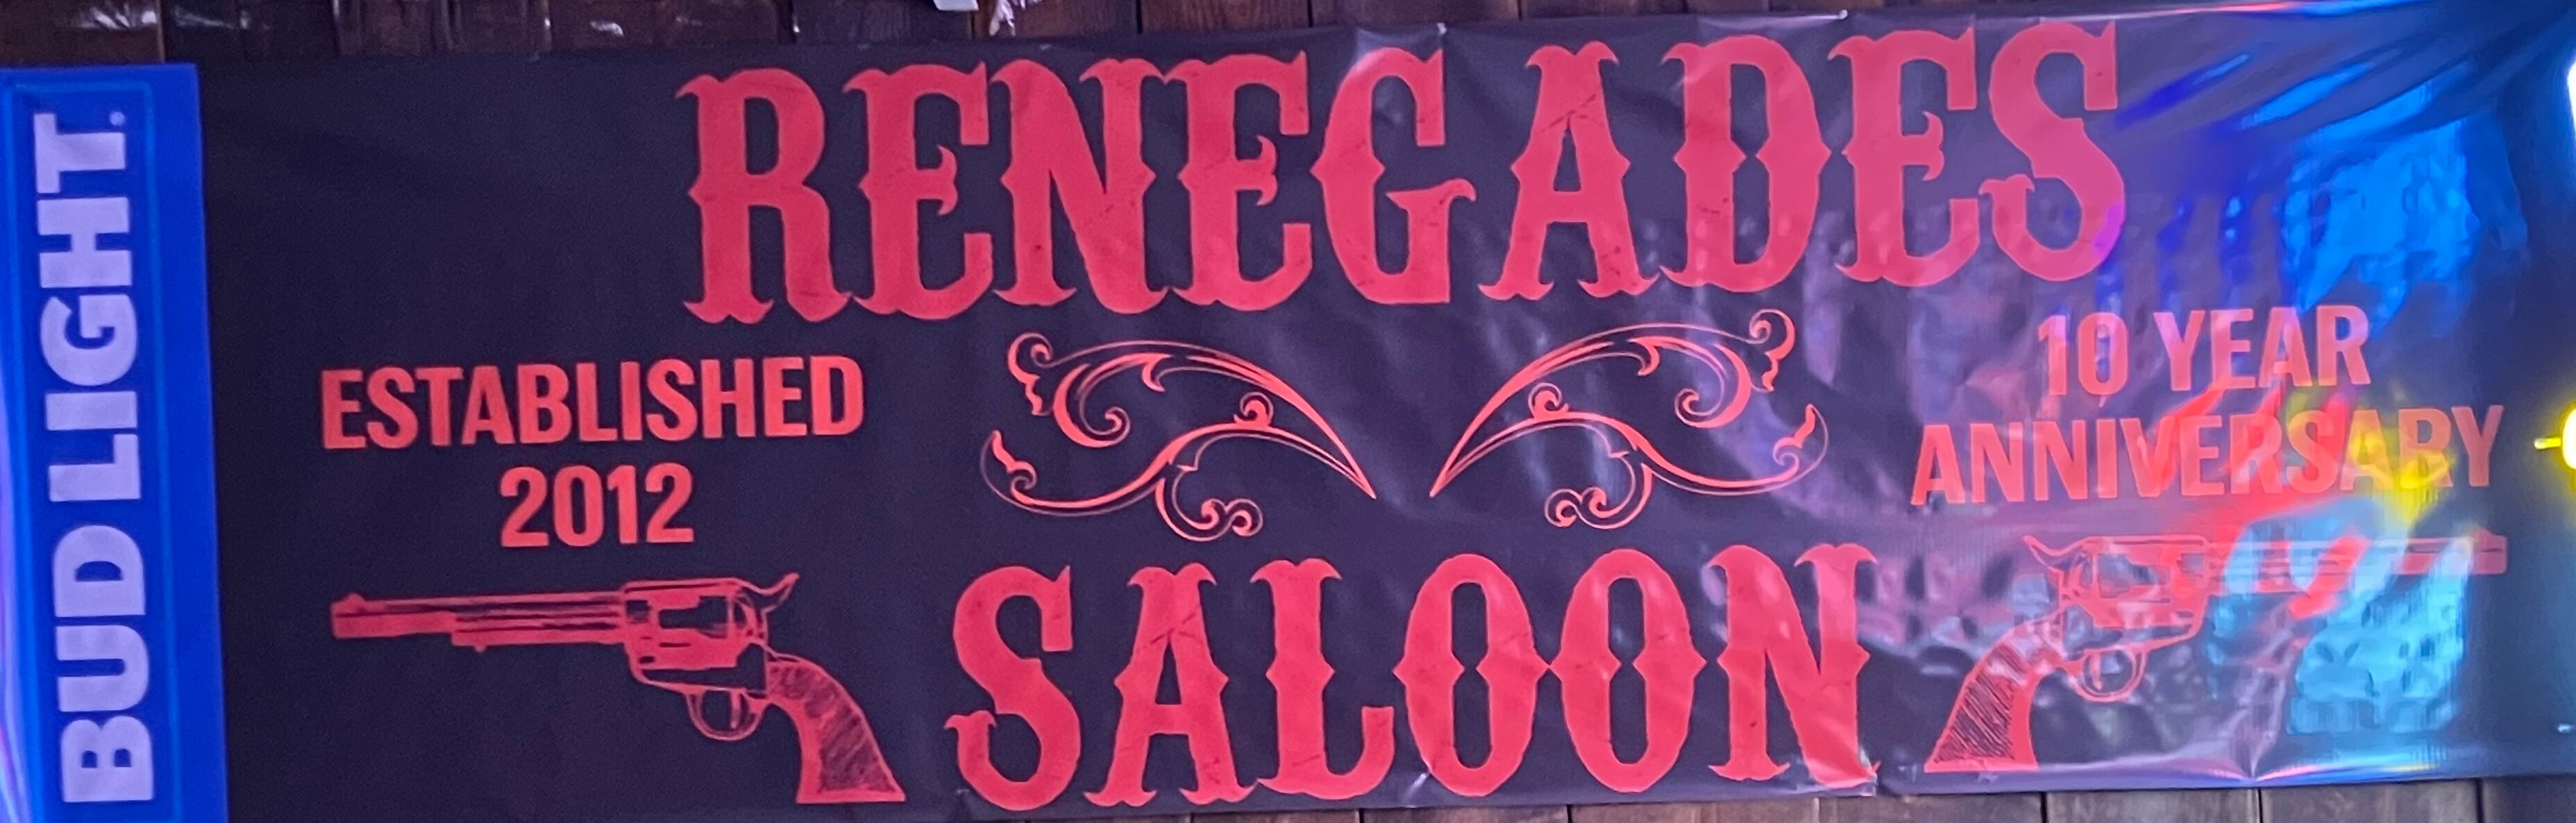 BUD LIGHT
RENEGADES
ESTABLISHED
2012
10 YEAR
ANNIVERSARY
SALOON